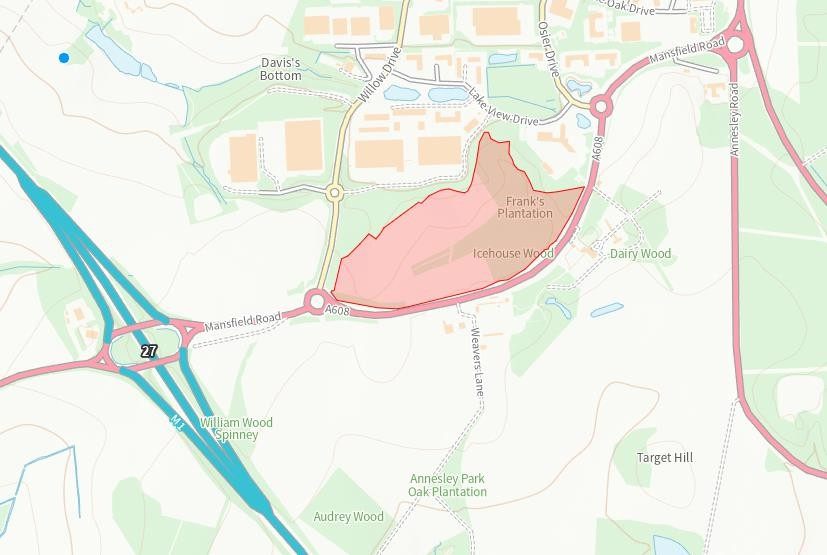 Oak Drive
Mansfield Road
Osier Drive
Davis's
Bottom
Willow Drive
Lake View Drive
Annesley Road
A608
Frank's
Plantation
Icehouse Wood
Dairy Wood
A608
Mansfield Road
27
Weavers Lane
M1
William Wood
Spinney
Target Hill
Annesley Park
Oak Plantation
Audrey Wood